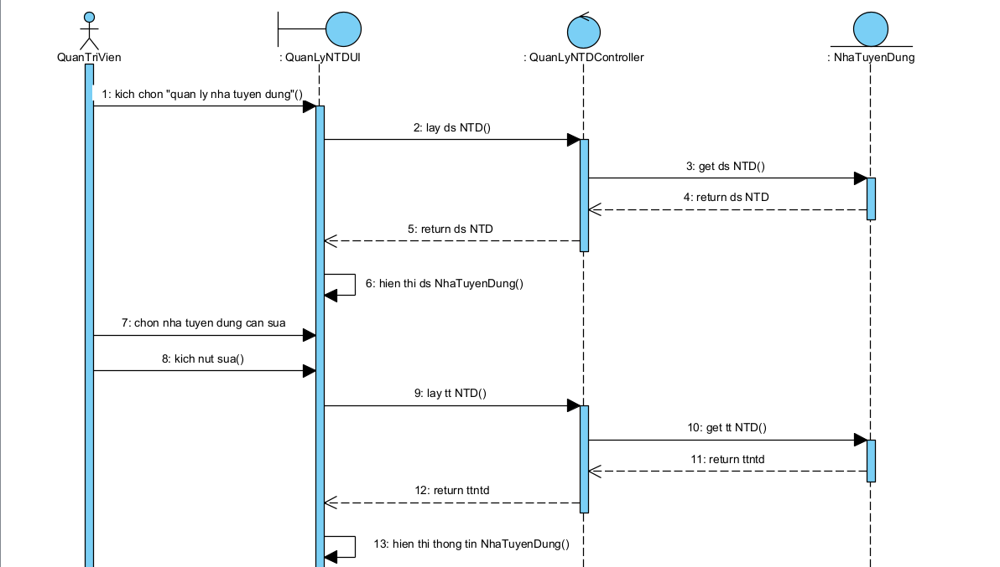 QuanTriVien
: QuanLyNTDUI
: QuanLyNTDController
: NhaTuyenDung
1: kich chon "quan ly nha tuyen dung"()
2: lay ds NTD()
3: get ds NTD()
4: return ds NTD
5: return ds NTD
6: hien thi ds NhaTuyenDung()
7: chon nha tuyen dung can sua
8: kich nut sua()
9: lay tt NTD()
10: get tt NTD()
11: return ttntd
12: return ttntd
13: hien thi thong tin NhaTuyenDung()